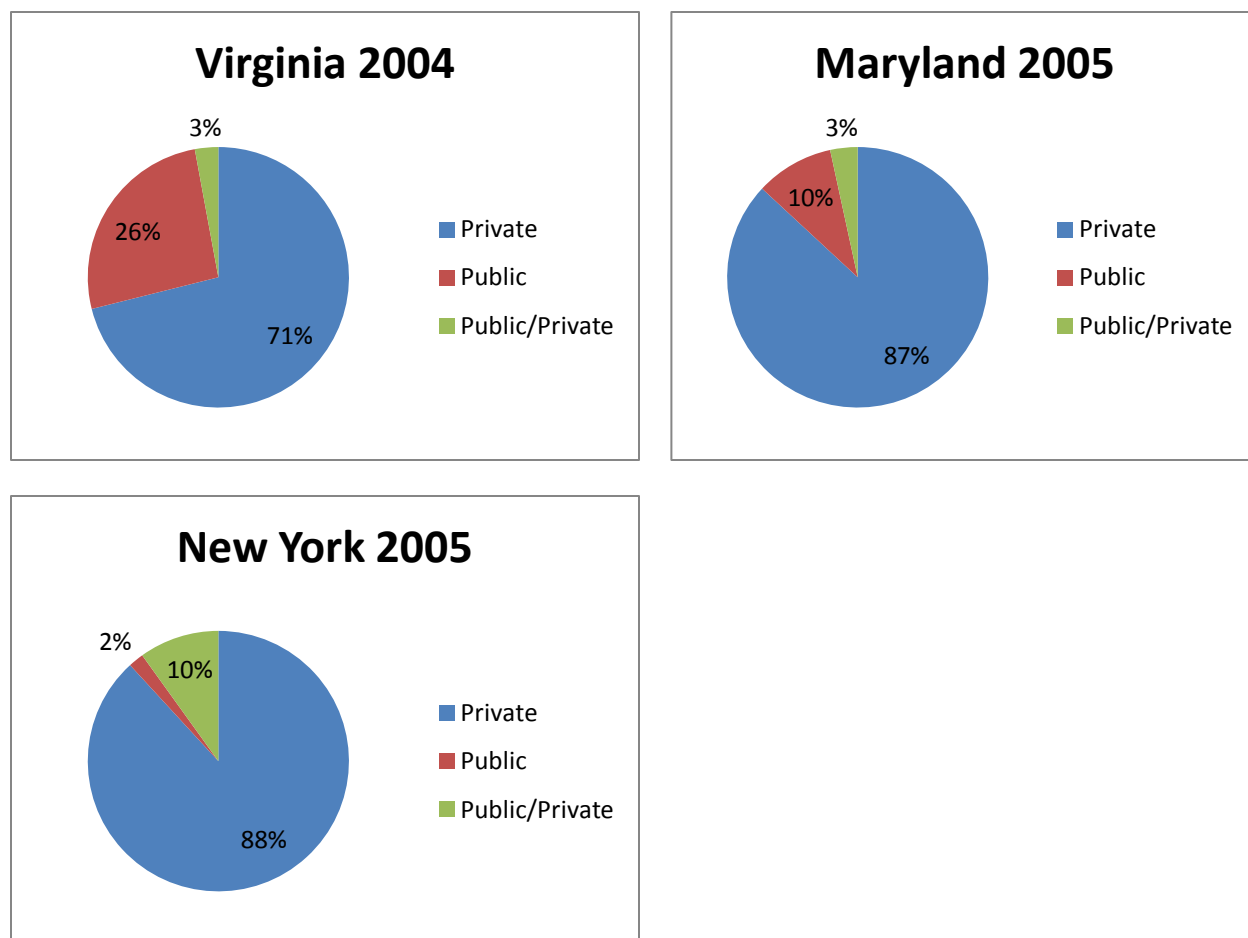 Virginia 2004
3%
26%
71%
Private
Public
Public/Private
Maryland 2005
3%
10%
87%
Private
Public
Public/Private
New York 2005
2%
10%
88%
Private
Public
Public/Private